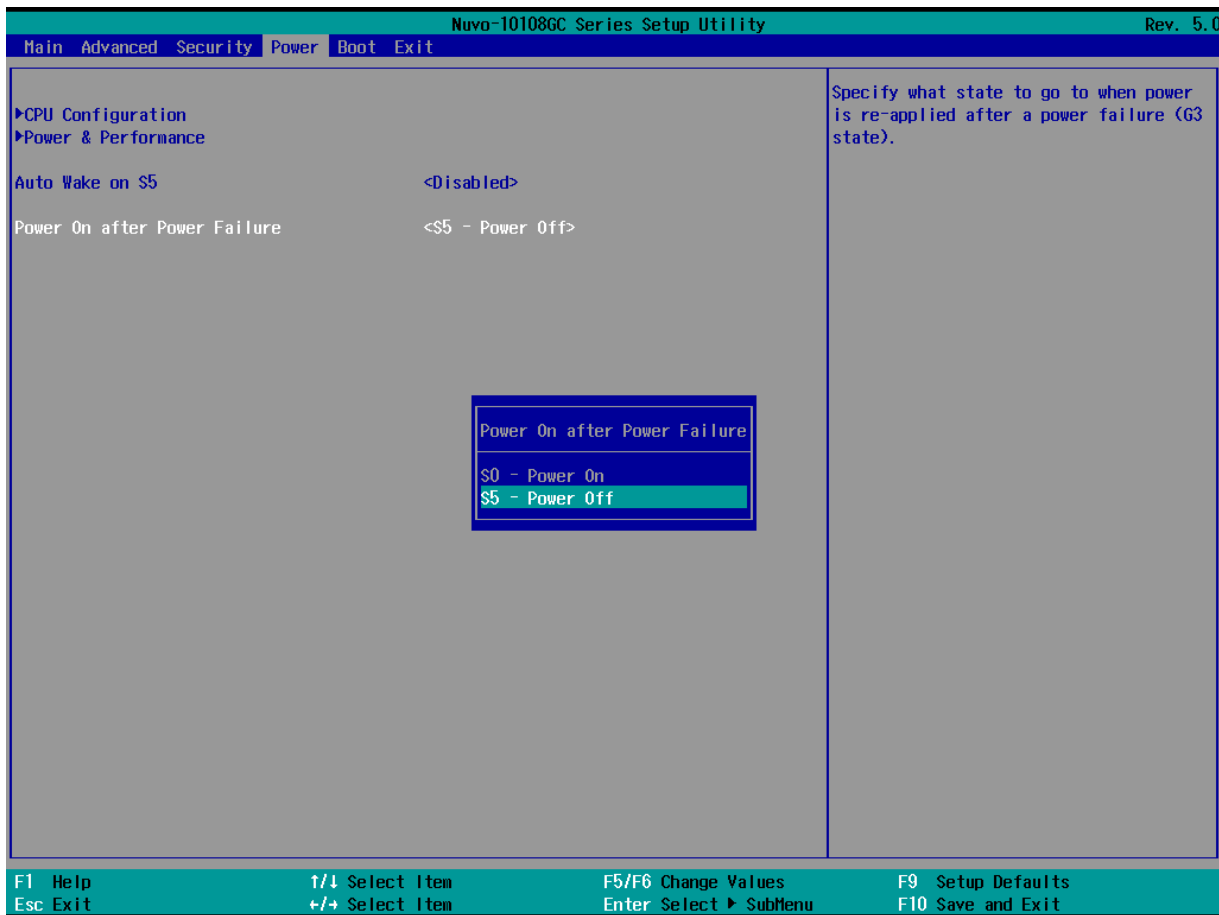 Nuvo-10108GC Series Setup Utility Rev. 5.0
Main Advanced Security Power Boot Exit
Specify what state to go to when power
is re-applied after a power failure (G3
state).
▶CPU Configuration
▶Power & Performance
Auto Wake on S5 <Disabled>
Power On after Power Failure <S5 - Power Off>
Power On after Power Failure
S0 - Power On
S5 - Power Off
F1 Help ↑/↓ Select Item F5/F6 Change Values F9 Setup Defaults
Esc Exit ←/→ Select Item Enter Select ▶ SubMenu F10 Save and Exit